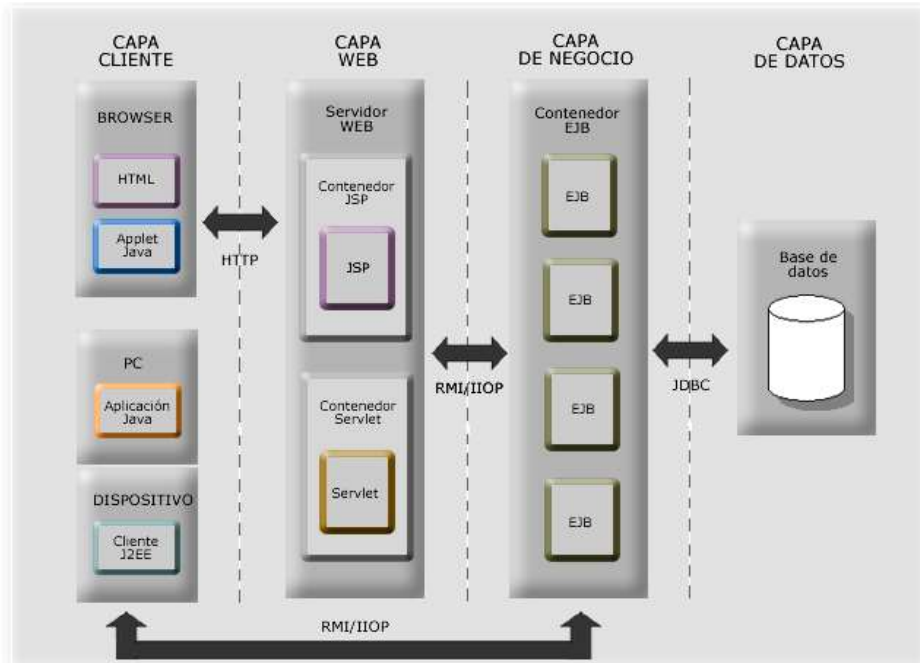 CAPA
CLIENTE
CAPA
WEB
CAPA
DE NEGOCIO
CAPA
DE DATOS
BROWSER
HTML
Applet
Java
HTTP
PC
Aplicación
Java
DISPOSITIVO
Cliente
J2EE
Servidor
WEB
Contenedor
JSP
JSP
Contenedor
Servlet
Servlet
RMI/IIOP
Contenedor
EJB
EJB
EJB
EJB
EJB
JDBC
Base de
datos
RMI/IIOP